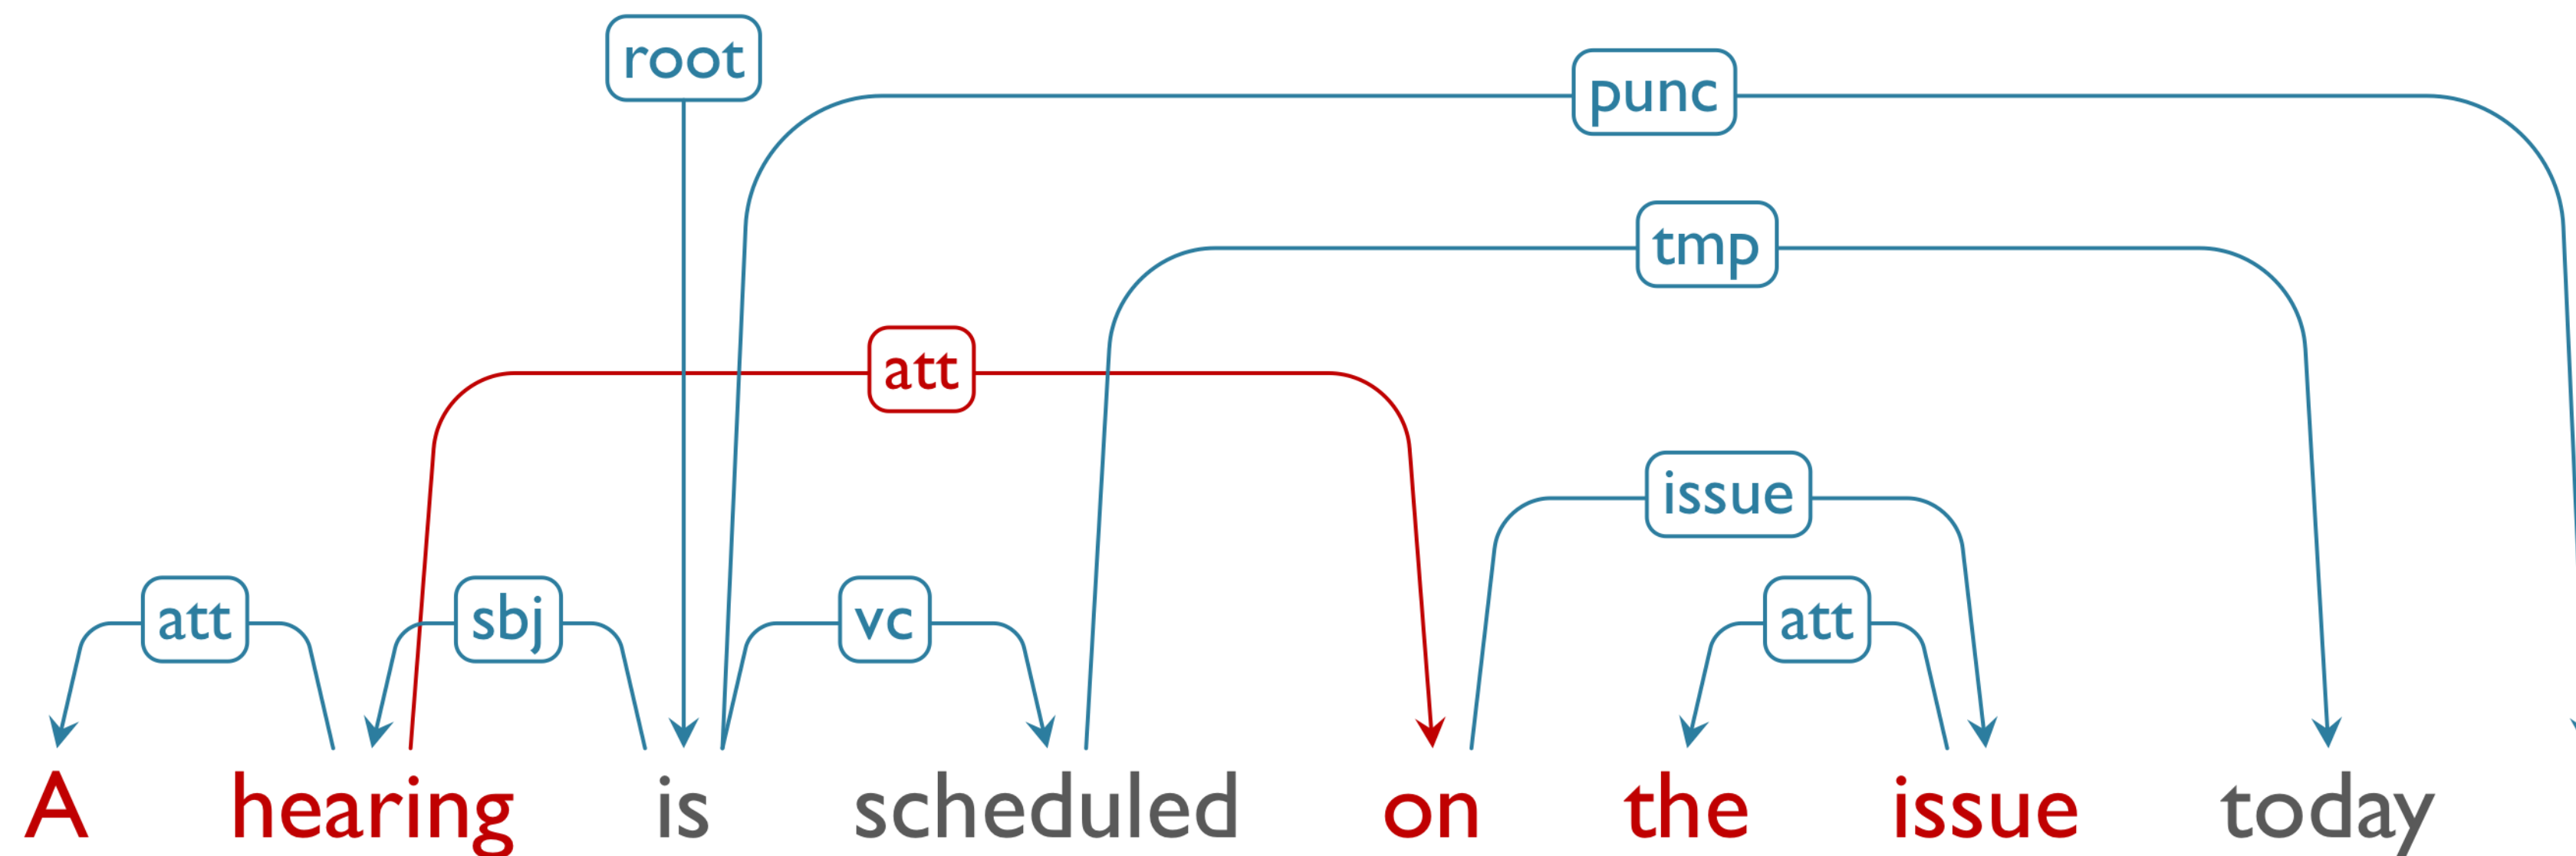 root
punc
tmp
att
issue
att sbj vc att
A hearing is scheduled on the issue today